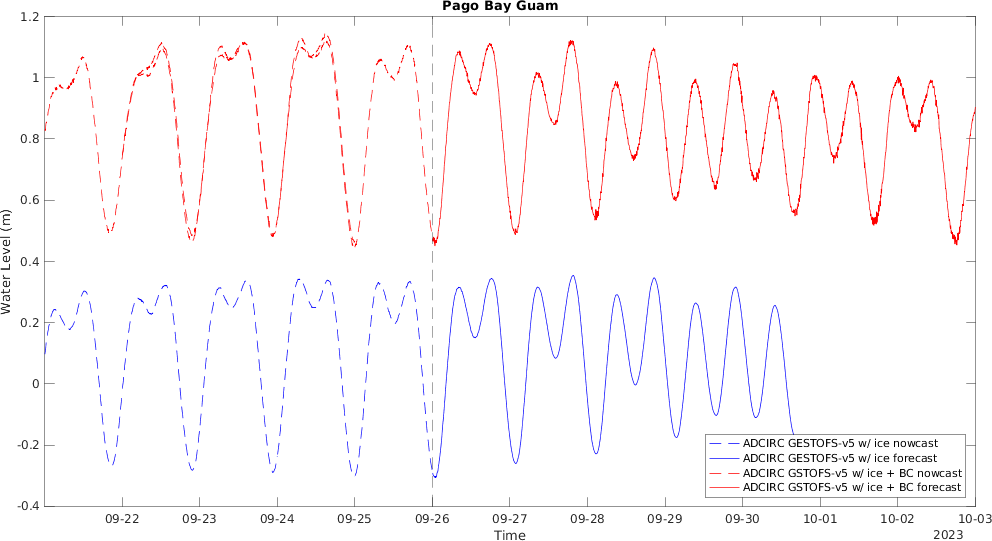 Pago Bay Guam
1.2
1
0.8
0.6
0.4
0.2
0
-0.2
-0.4
Water Level (m)
ADCIRC GESTOFS-v5 w/ ice nowcast
ADCIRC GESTOFS-v5 w/ ice forecast
ADCIRC GSTOFS-v5 w/ ice + BC nowcast
ADCIRC GSTOFS-v5 w/ ice + BC forecast
09-22 09-23 09-24 09-25 09-26 09-27 09-28 09-29 09-30 10-01 10-02 10-03
Time
2023